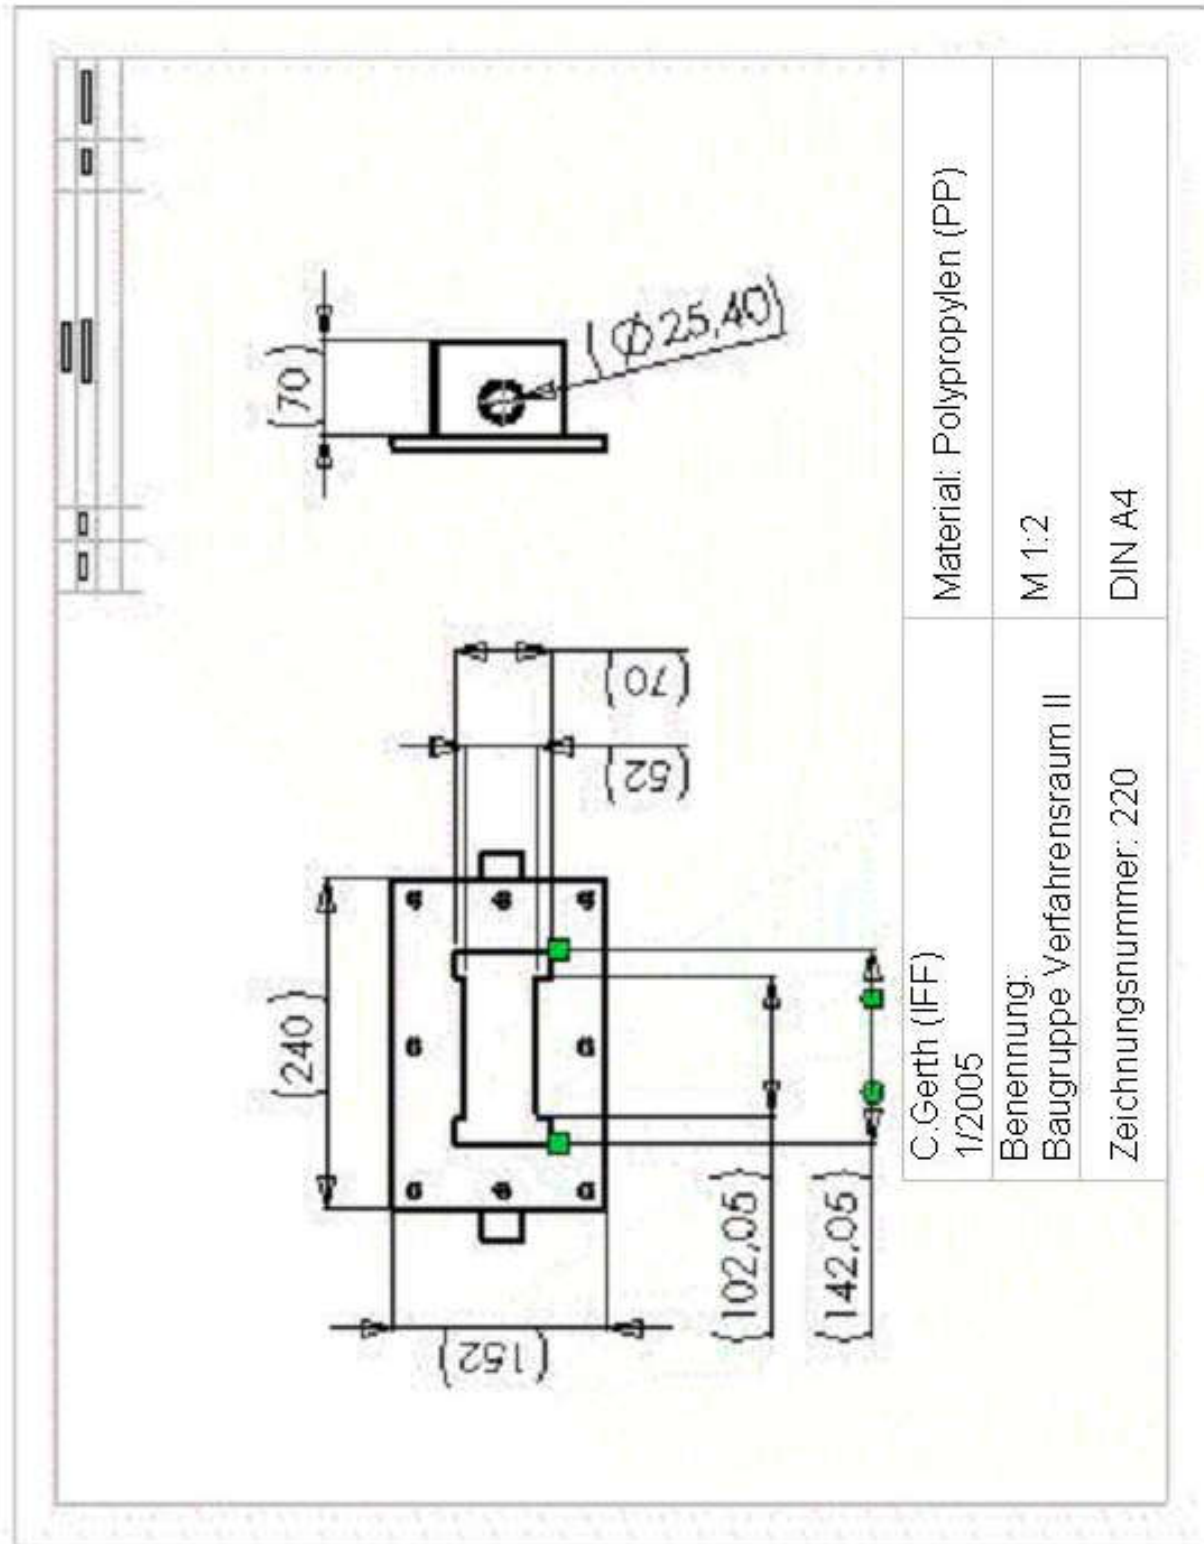 (70)
Ø 25,40
(240)
(70)
(52)
(152)
(102,05)
(142,05)
C.Gerth (IFF)
1/2005
Material: Polypropylen (PP)
Benennung:
Baugruppe Verfahrensraum II
M 1:2
Zeichnungsnummer: 220
DIN A4